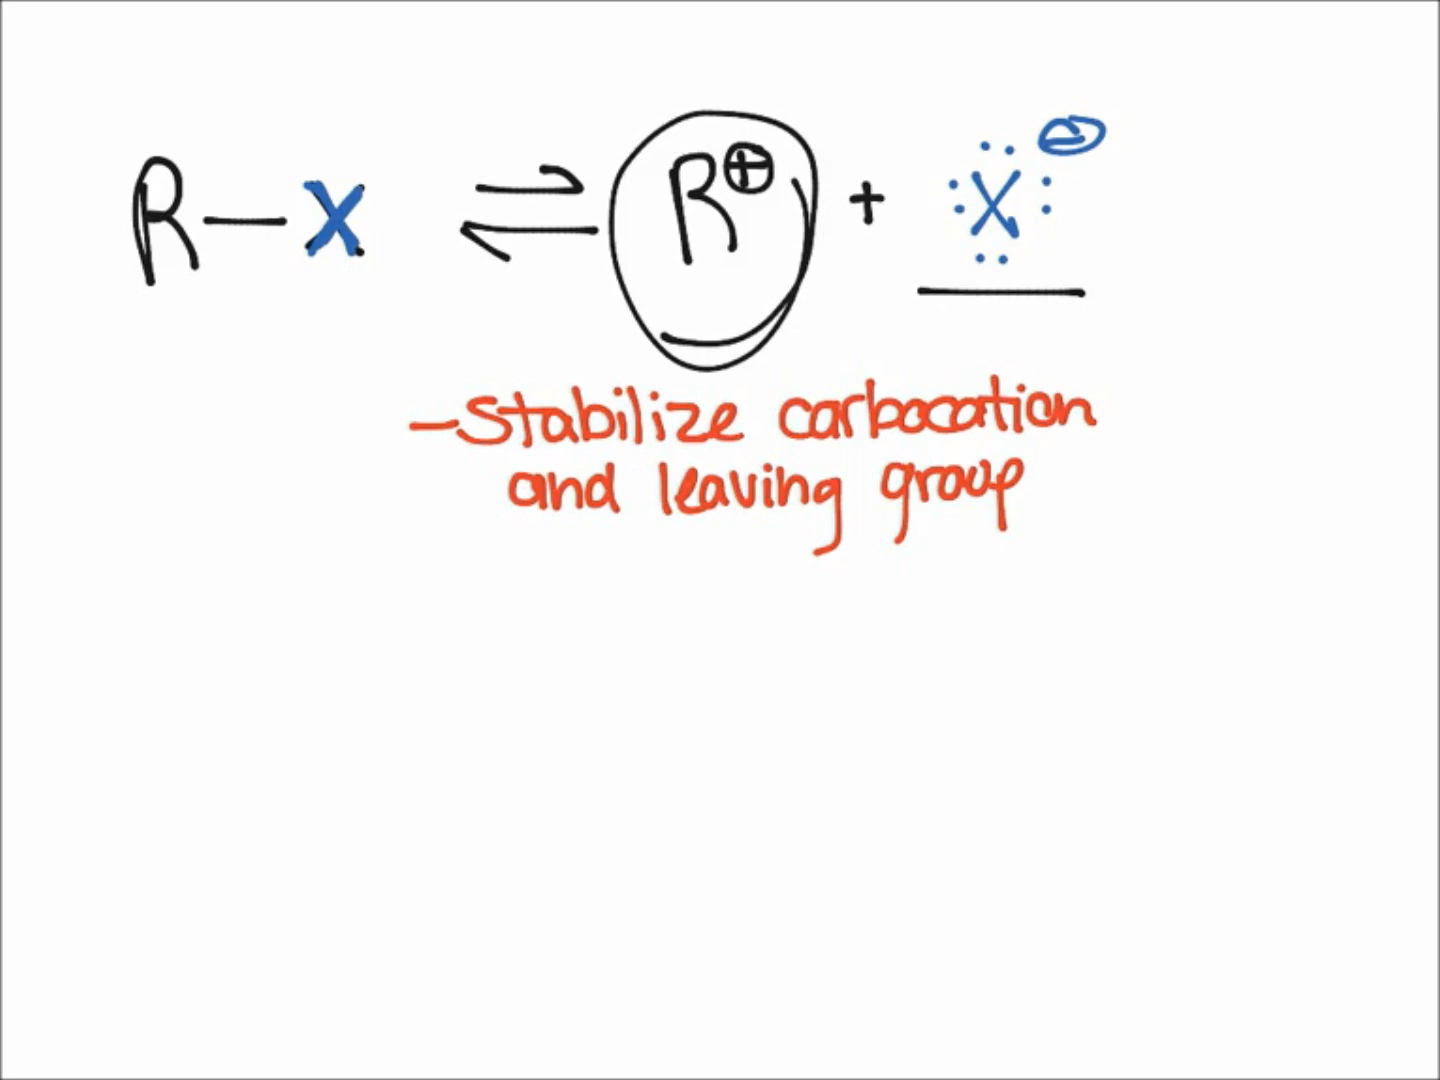 R—X ⇌ R⊕ + :Ẍ:⊖
—Stabilize carbocation
and leaving group